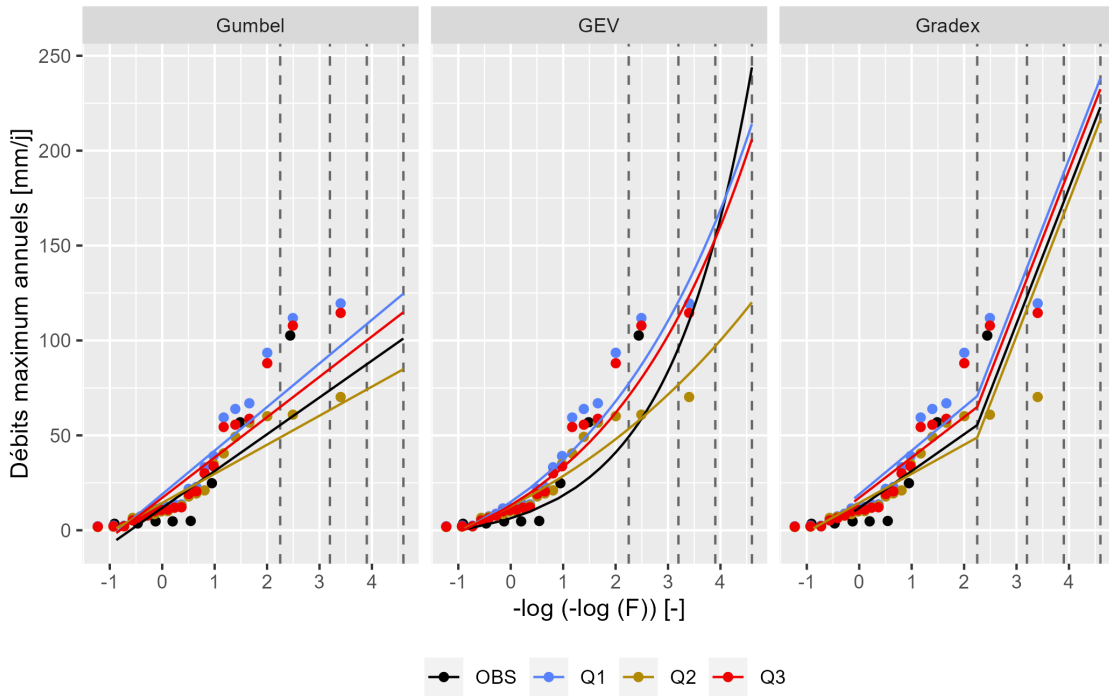 Gumbel GEV Gradex
Débits maximum annuels [mm/j]
250
200
150
100
50
0
-1 0 1 2 3 4 -1 0 1 2 3 4 -1 0 1 2 3 4
-log (-log (F)) [-]
OBS Q1 Q2 Q3